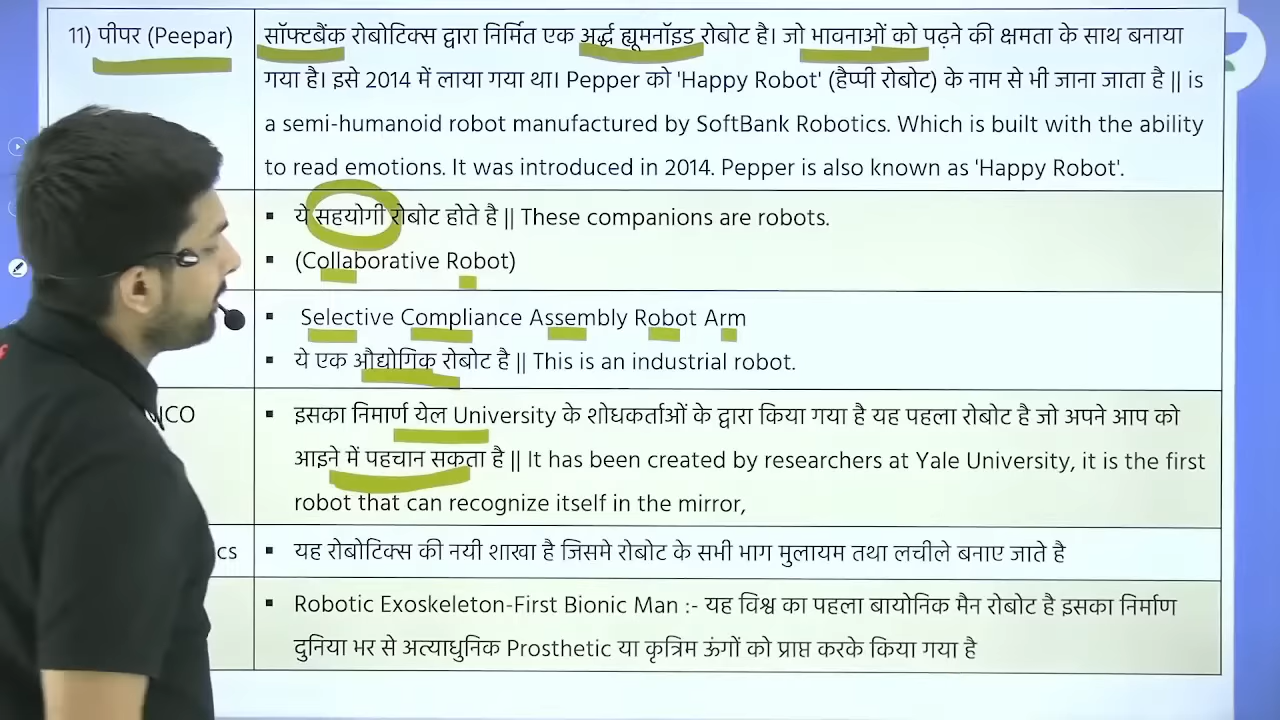 11) पीपर (Peepar)
सॉफ्टबैंक रोबोटिक्स द्वारा निर्मित एक अर्द्ध ह्यूमनॉइड रोबोट है। जो भावनाओं को पढ़ने की क्षमता के साथ बनाया
गया है। इसे 2014 में लाया गया था। Pepper को 'Happy Robot' (हैप्पी रोबोट) के नाम से भी जाना जाता है || is
a semi-humanoid robot manufactured by SoftBank Robotics. Which is built with the ability
to read emotions. It was introduced in 2014. Pepper is also known as 'Happy Robot'.
▪ ये सहयोगी रोबोट होते है || These companions are robots.
▪ (Collaborative Robot)
▪ Selective Compliance Assembly Robot Arm
▪ ये एक औद्योगिक रोबोट है || This is an industrial robot.
NCO
▪ इसका निमार्ण येल University के शोधकर्ताओं के द्वारा किया गया है यह पहला रोबोट है जो अपने आप को
आइने में पहचान सकता है || It has been created by researchers at Yale University, it is the first
robot that can recognize itself in the mirror,
cs
▪ यह रोबोटिक्स की नयी शाखा है जिसमे रोबोट के सभी भाग मुलायम तथा लचीले बनाए जाते है
▪ Robotic Exoskeleton-First Bionic Man :- यह विश्व का पहला बायोनिक मैन रोबोट है इसका निर्माण
दुनिया भर से अत्याधुनिक Prosthetic या कृत्रिम ऊंगों को प्राप्त करके किया गया है